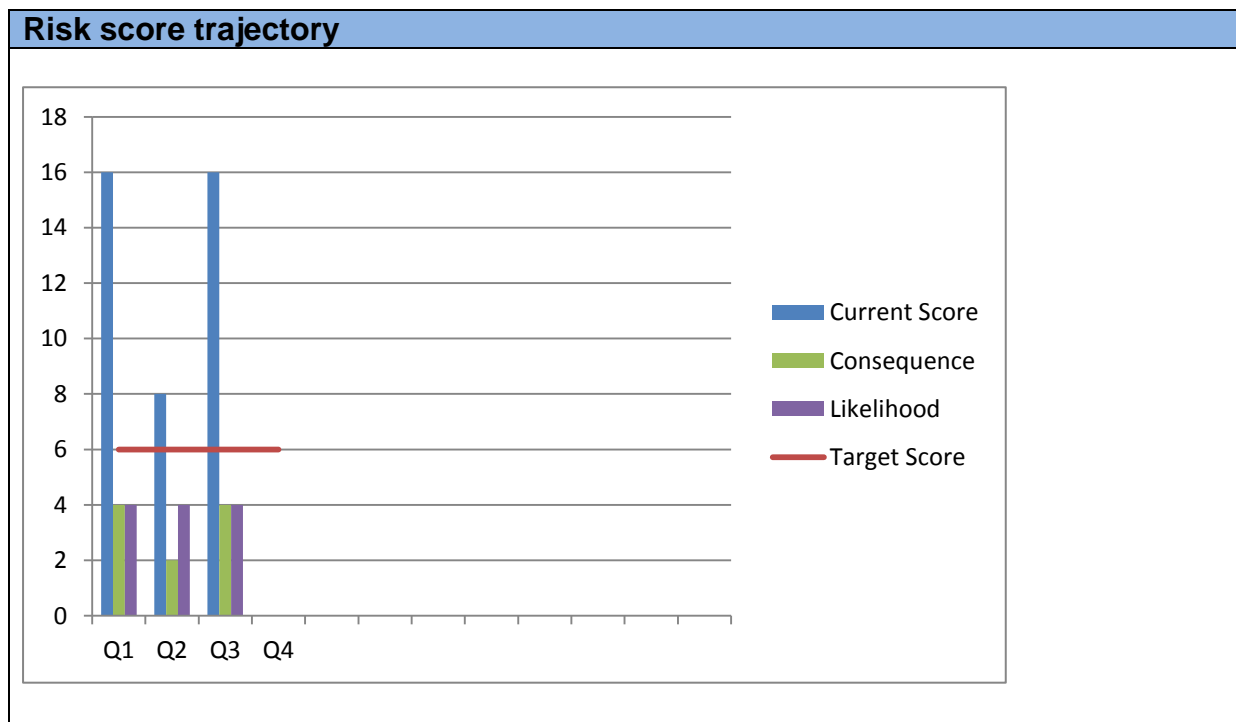 Risk score trajectory
18
16
14
12
10
8
6
4
2
0
Q1 Q2 Q3 Q4
Current Score
Consequence
Likelihood
Target Score